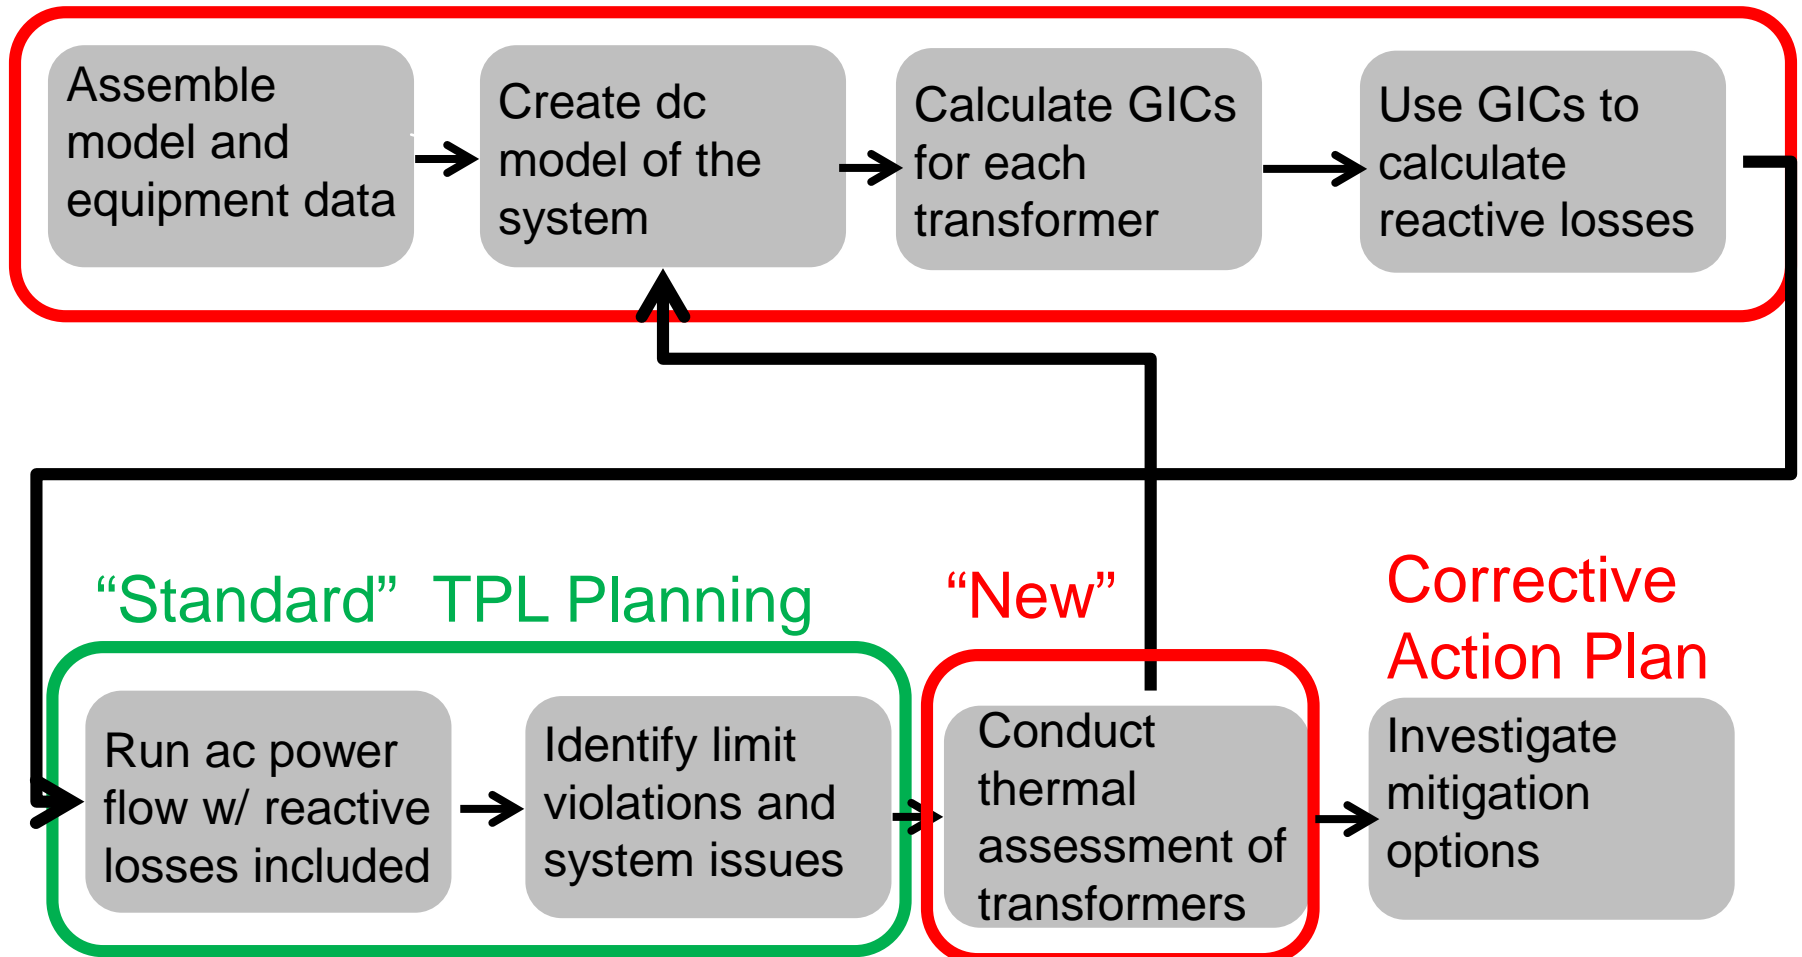 Assemble
model and
equipment data
Create dc
model of the
system
Calculate GICs
for each
transformer
Use GICs to
calculate
reactive losses
“Standard” TPL Planning
“New”
Corrective
Action Plan
Run ac power
flow w/ reactive
losses included
Identify limit
violations and
system issues
Conduct
thermal
assessment of
transformers
Investigate
mitigation
options